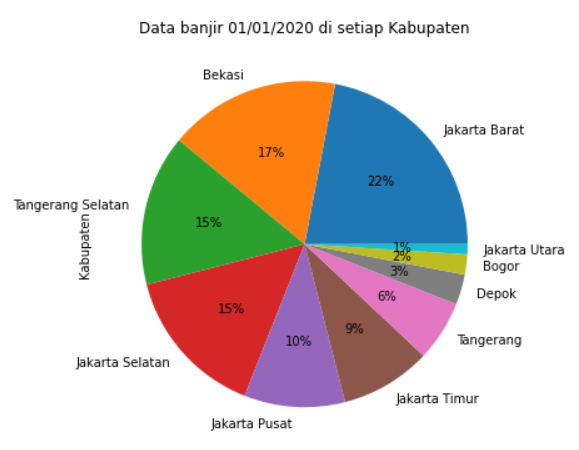 Data banjir 01/01/2020 di setiap Kabupaten
Bekasi
Jakarta Barat
17%
22%
Tangerang Selatan
15%
Kabupaten
1%
Jakarta Utara
2%
Bogor
3%
Depok
6%
15%
10%
9%
Tangerang
Jakarta Selatan
Jakarta Timur
Jakarta Pusat